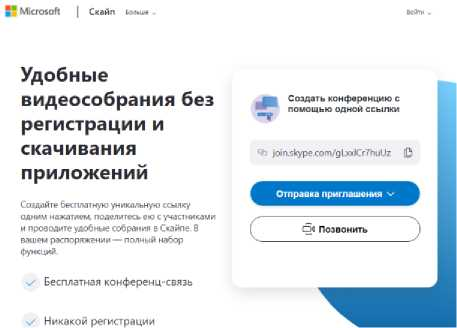 Microsoft | Скайп Больше
Войти
Удобные
видеособрания без
регистрации и
скачивания
приложений
Создайте бесплатную уникальную ссылку
одним нажатием, поделитесь ею с участниками
и проводите удобные собрания в Скайпе. В
вашем распоряжении — полный набор
функций.
Бесплатная конференц-связь
Никакой регистрации
Создать конференцию с
помощью одной ссылки
join.skype.com/gLxxlCr7huUz
Отправка приглашения
Позвонить